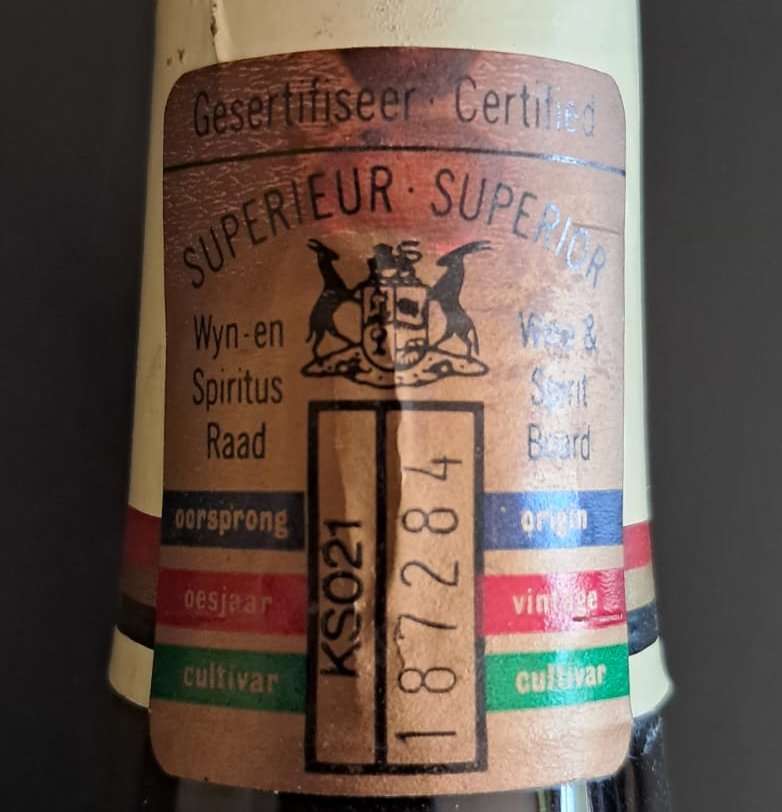 Gesertifiseer · Certified
SUPERIEUR · SUPERIOR
Wyn-en
Spiritus
Raad
Wine &
Spirit
Board
oorsprong
origin
oesjaar
vintage
cultivar
cultivar
KS021
187284